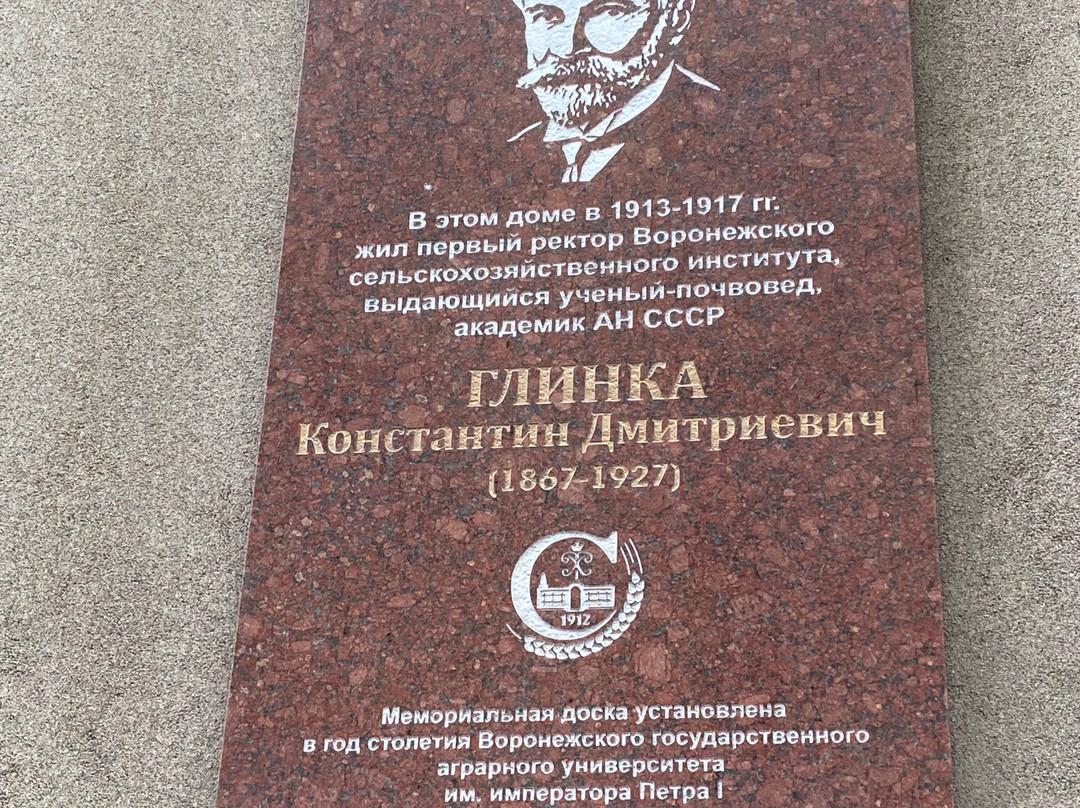 В этом доме в 1913-1917 гг.
жил первый ректор Воронежского
сельскохозяйственного института,
выдающийся ученый-почвовед,
академик АН СССР
ГЛИНКА
Константин Дмитриевич
(1867-1927)
1912
Мемориальная доска установлена
в год столетия Воронежского государственного
аграрного университета
им. императора Петра I